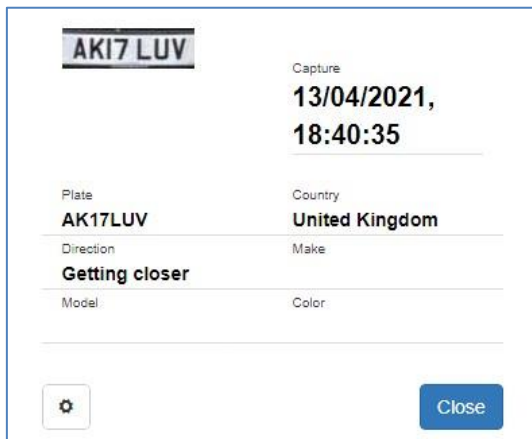 AK17 LUV
Capture
13/04/2021,
18:40:35
Plate
Country
AK17LUV
United Kingdom
Direction
Make
Getting closer
Model
Color
Close